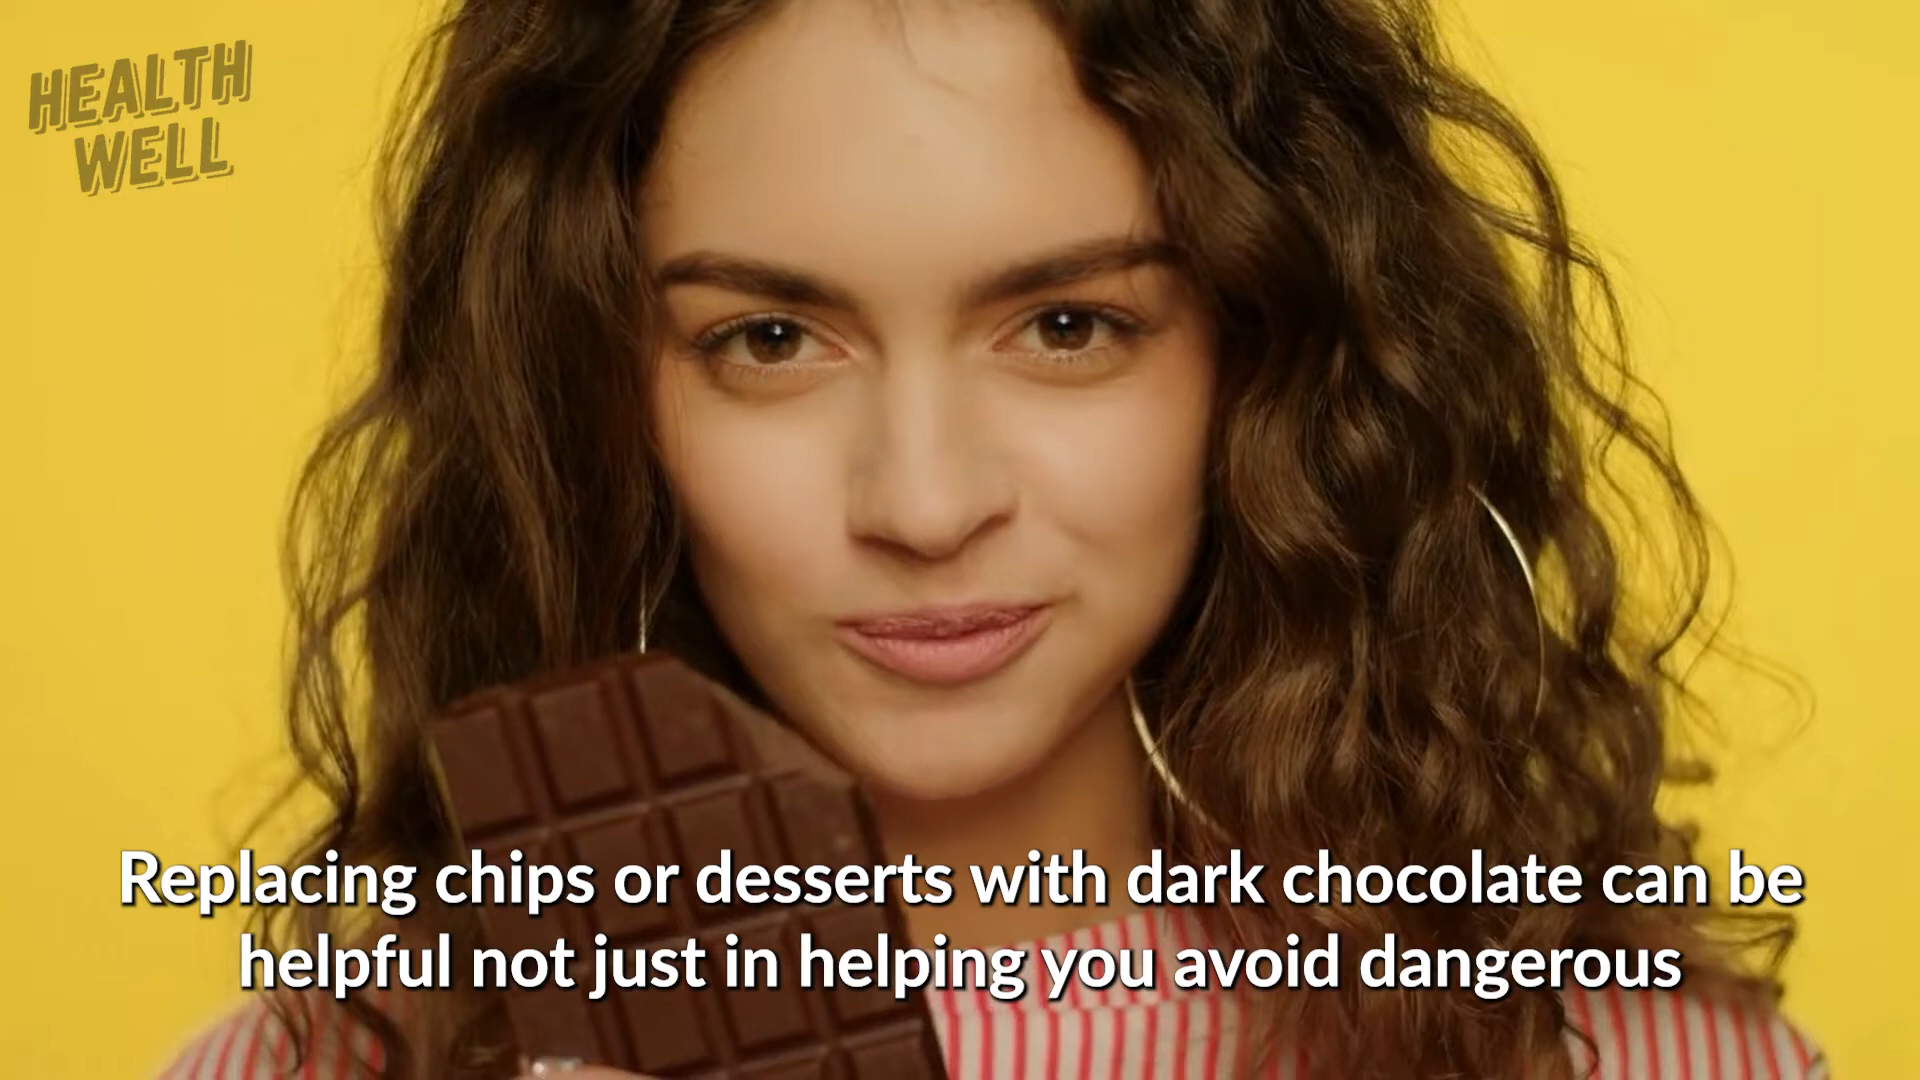 HEALTH
WELL
Replacing chips or desserts with dark chocolate can be
helpful not just in helping you avoid dangerous